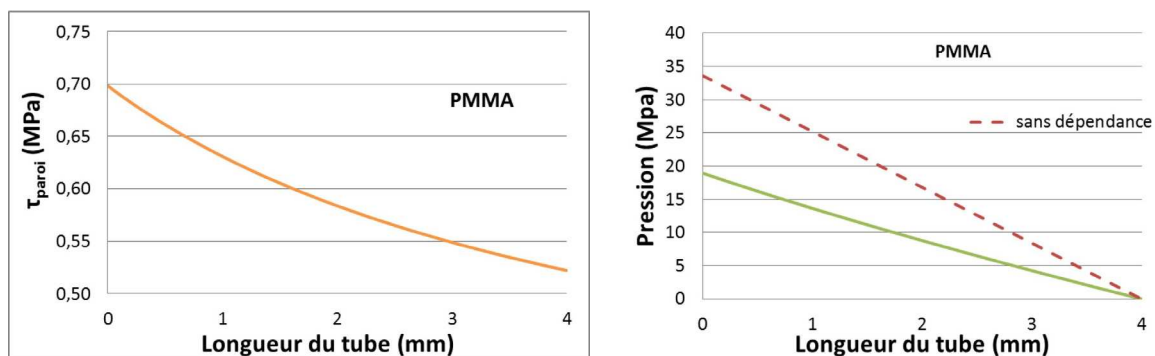 0,75
0,70
0,65
0,60
0,55
0,50
τparoi (MPa)
PMMA
0 1 2 3 4
Longueur du tube (mm)
40
35
30
25
20
15
10
5
0
Pression (Mpa)
PMMA
sans dépendance
0 1 2 3 4
Longueur du tube (mm)